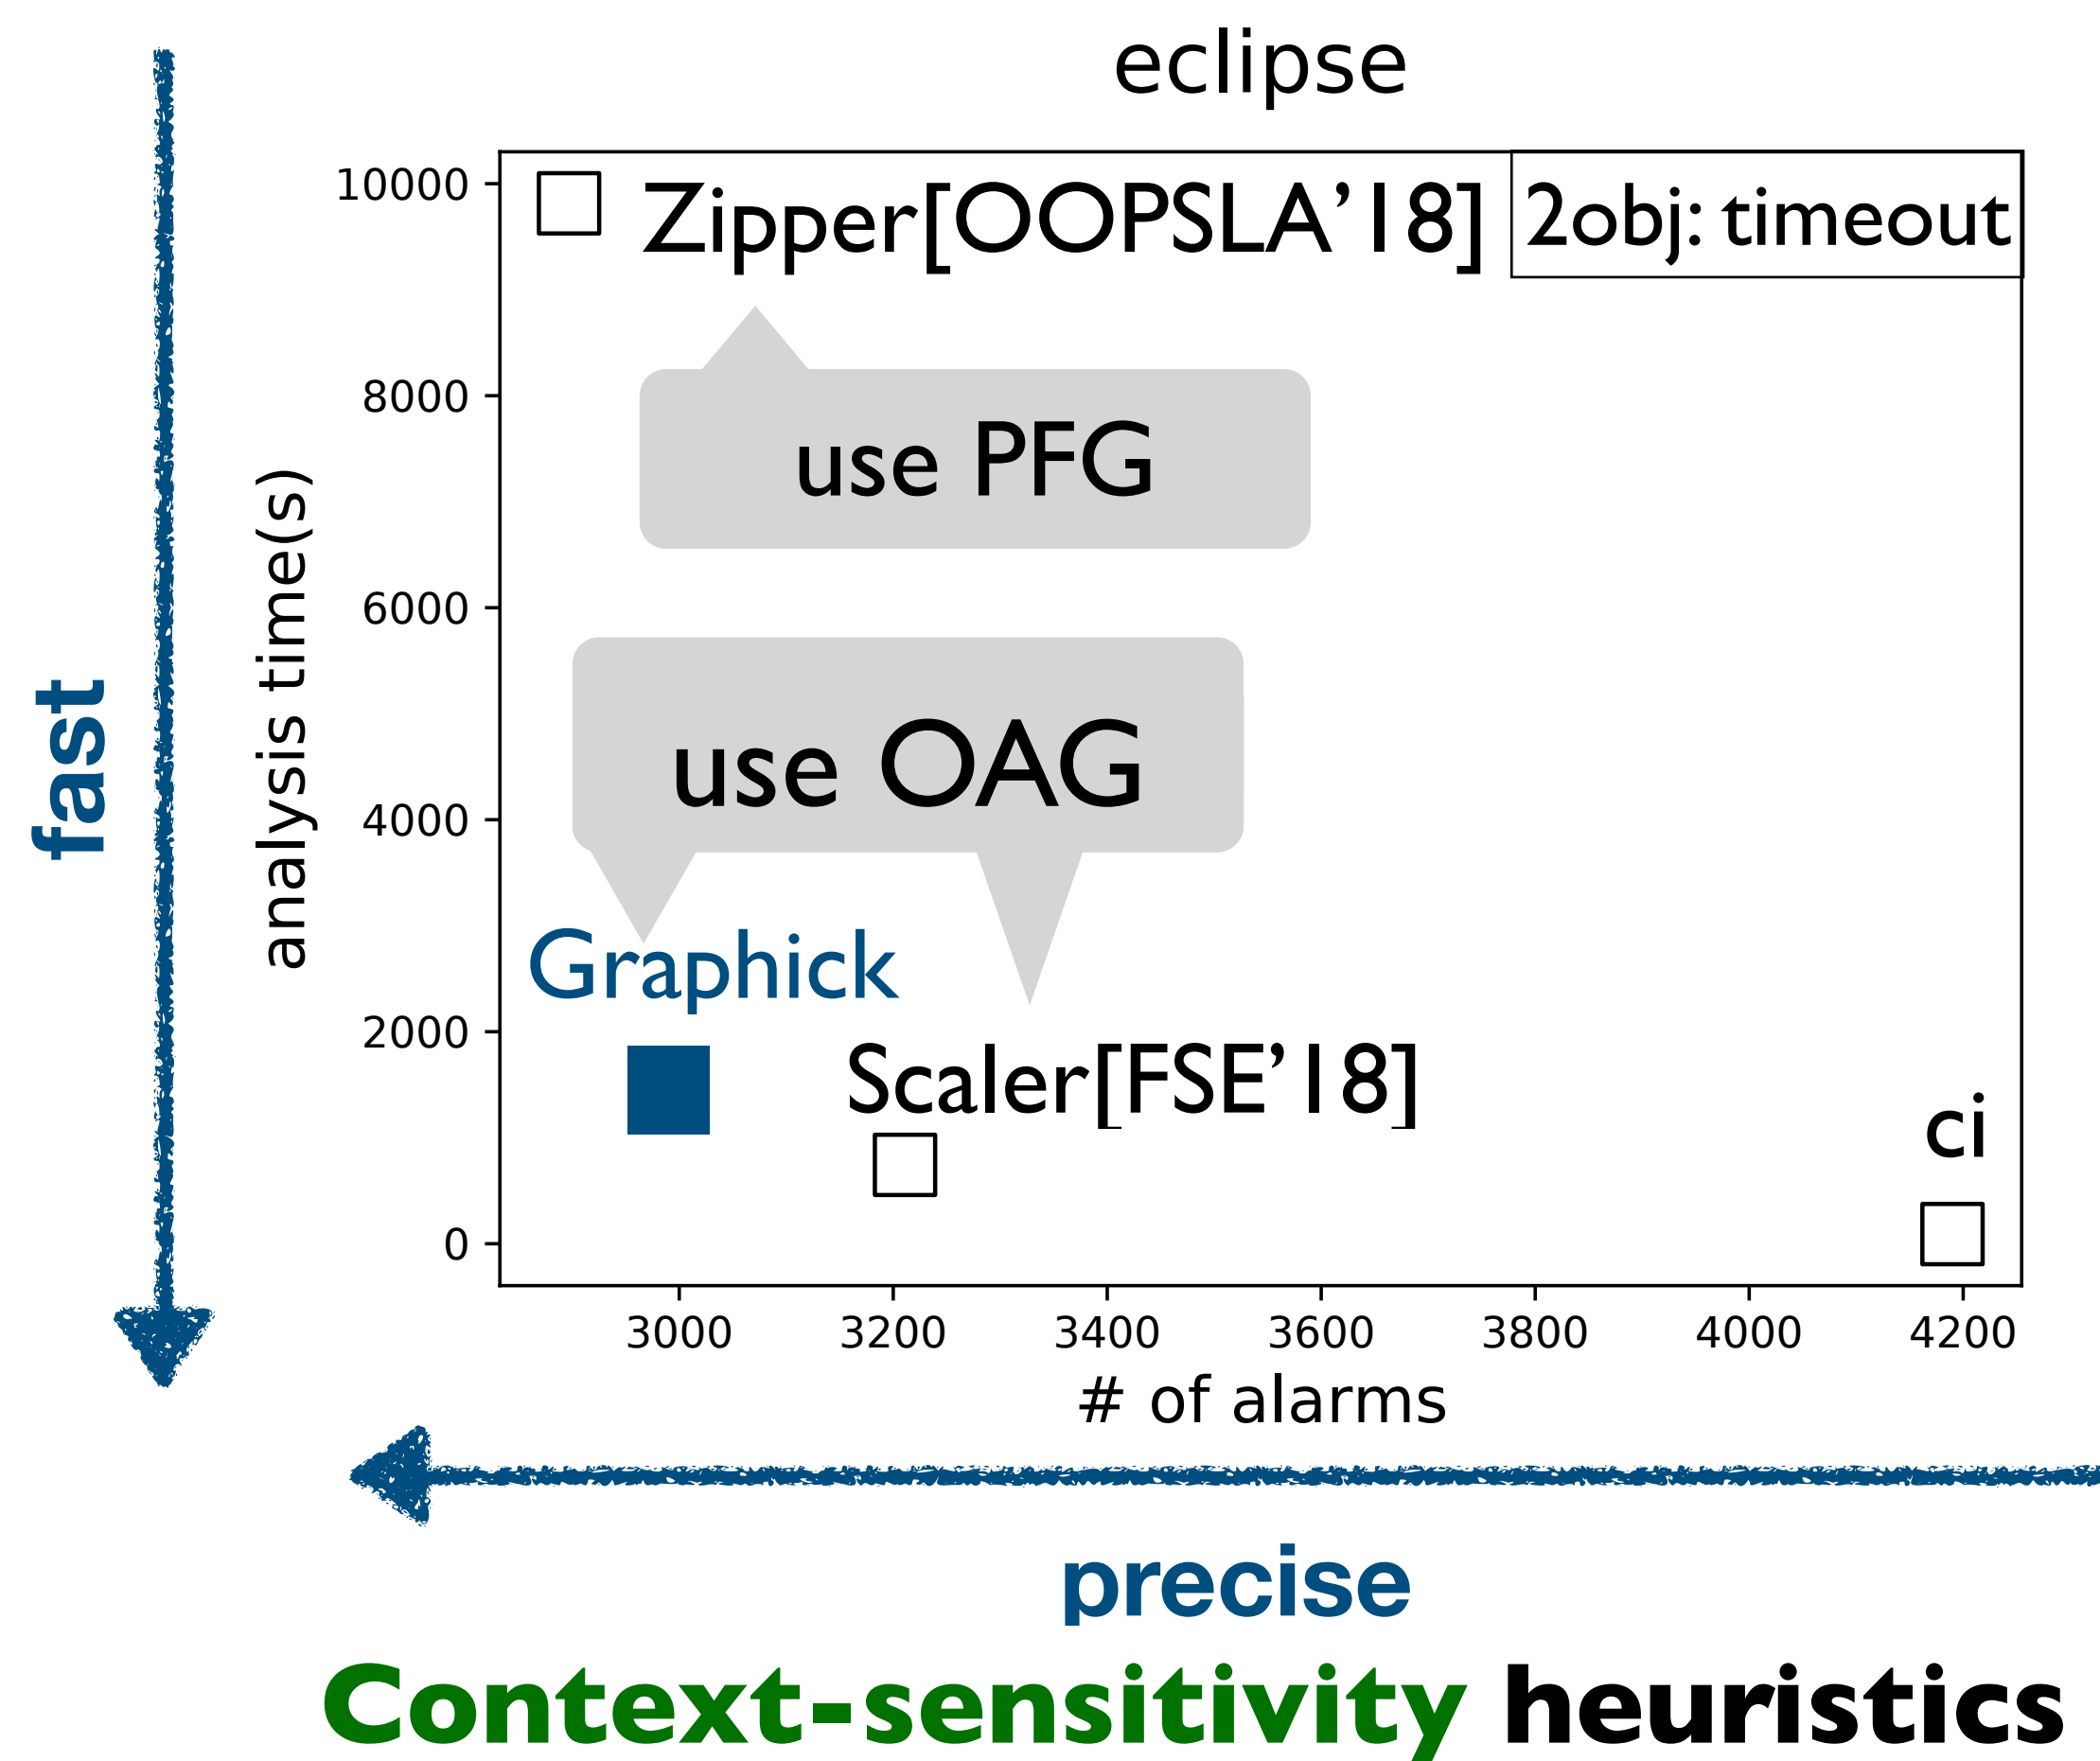 eclipse
10000
Zipper[OOPSLA’18]
2obj: timeout
8000
use PFG
6000
fast
analysis time(s)
use OAG
4000
Graphick
2000
Scaler[FSE’18]
ci
0
3000 3200 3400 3600 3800 4000 4200
# of alarms
precise
Context-sensitivity heuristics